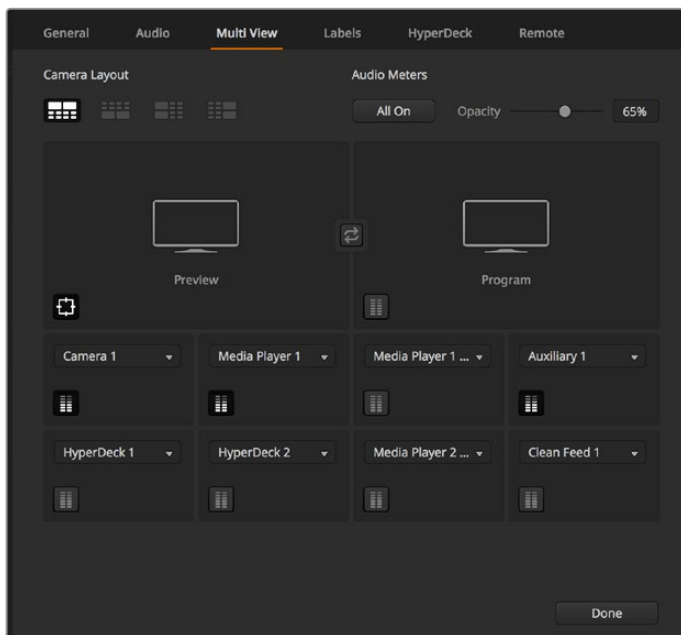 General Audio Multi View Labels HyperDeck Remote
Camera Layout Audio Meters
All On Opacity 65%
Preview Program
Camera 1 Media Player 1 Media Player 1 ... Auxiliary 1
HyperDeck 1 HyperDeck 2 Media Player 2 ... Clean Feed 1
Done